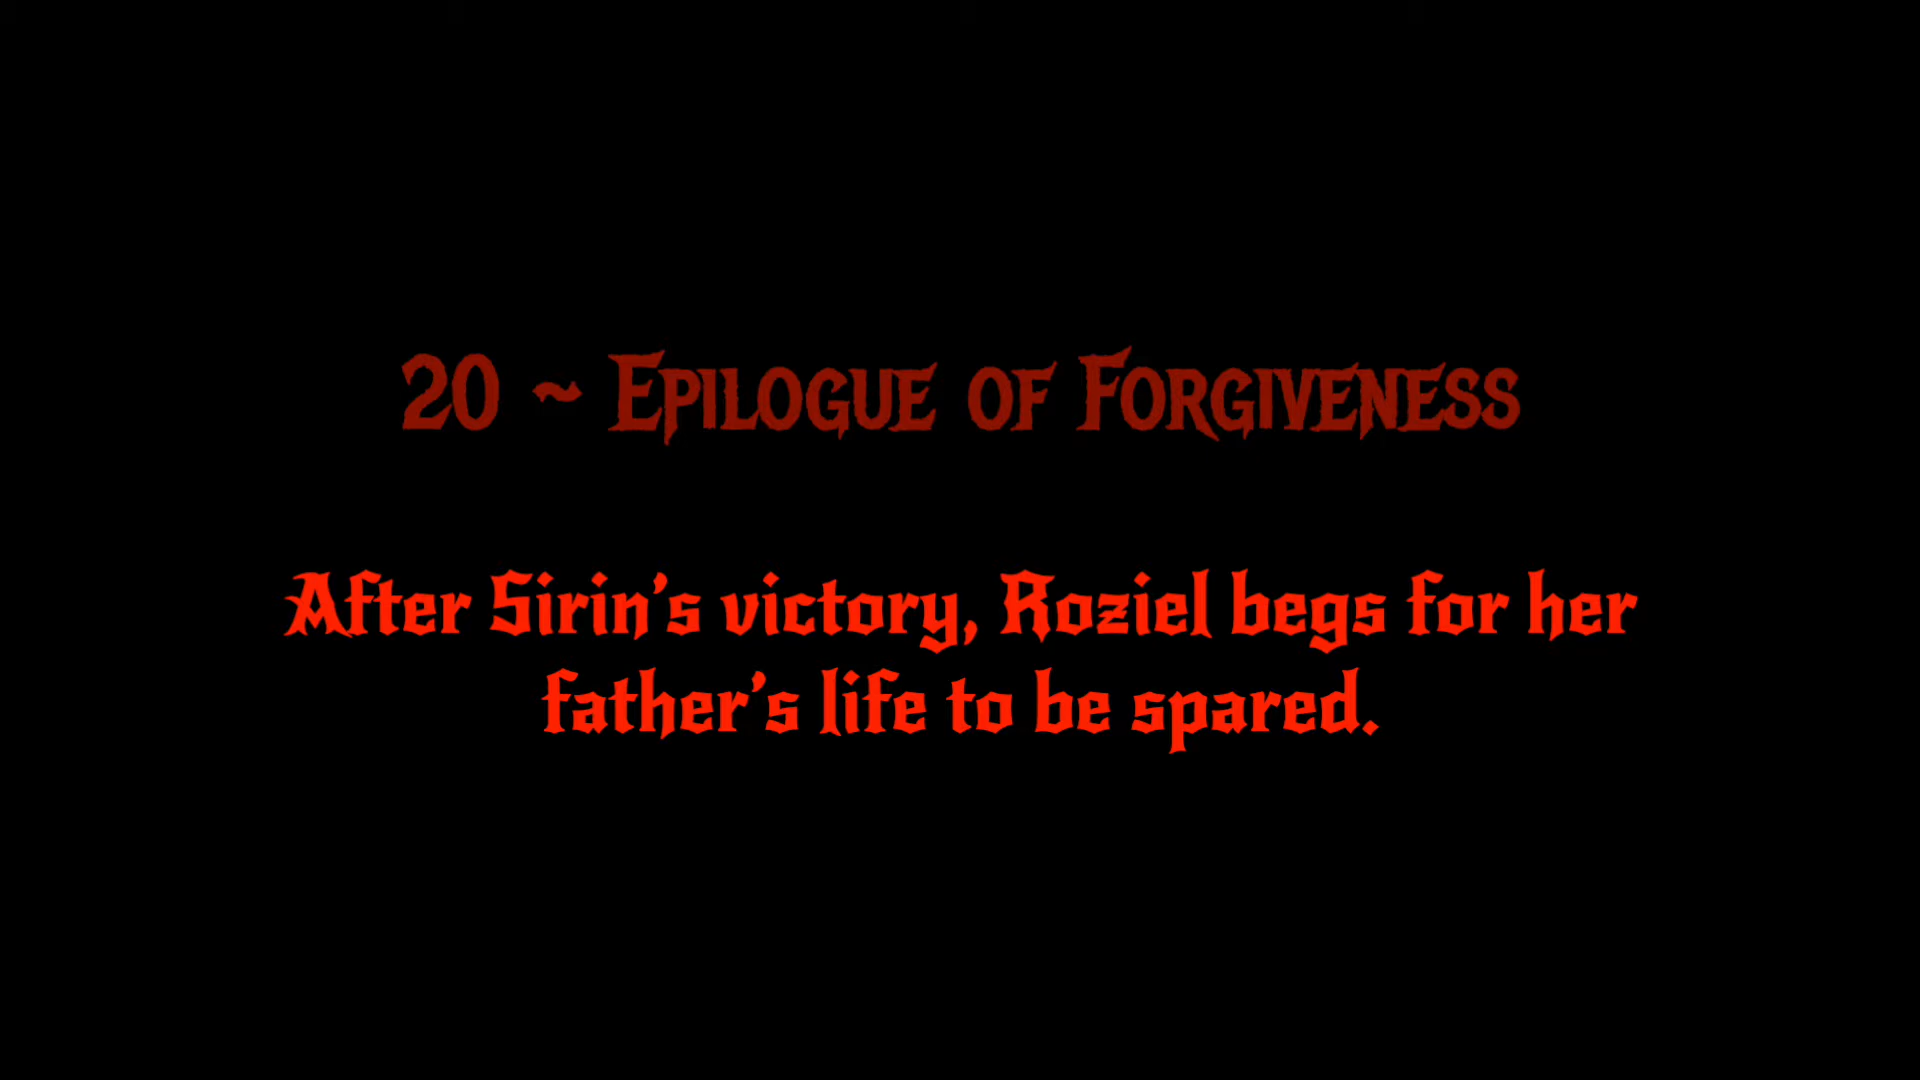 20 ~ Epilogue of Forgiveness
After Sirin's victory, Roziel begs for her
father's life to be spared.